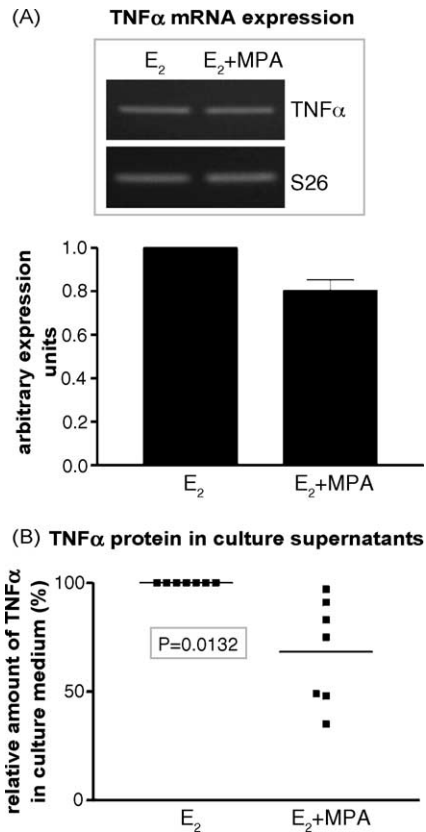 (A) TNFα mRNA expression
E₂ E₂+MPA
TNFα
S26
arbitrary expression
units
1.0
0.8
0.6
0.4
0.2
0.0
E₂ E₂+MPA
(B) TNFα protein in culture supernatants
relative amount of TNFα
in culture medium (%)
100
50
0
P=0.0132
E₂ E₂+MPA